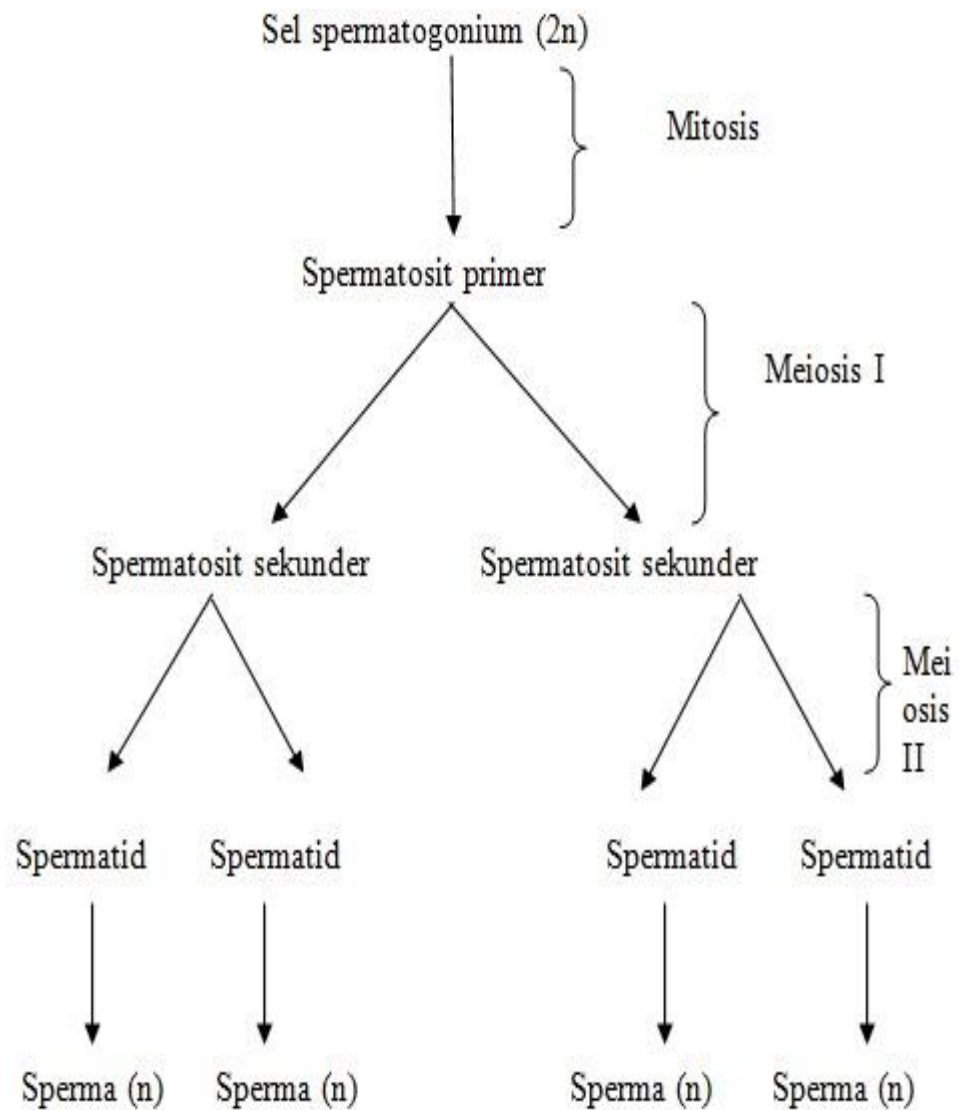 Sel spermatogonium (2n)
Mitosis
Spermatosit primer
Meiosis I
Spermatosit sekunder
Spermatosit sekunder
Mei
osis
II
Spermatid
Spermatid
Spermatid
Spermatid
Sperma (n)
Sperma (n)
Sperma (n)
Sperma (n)